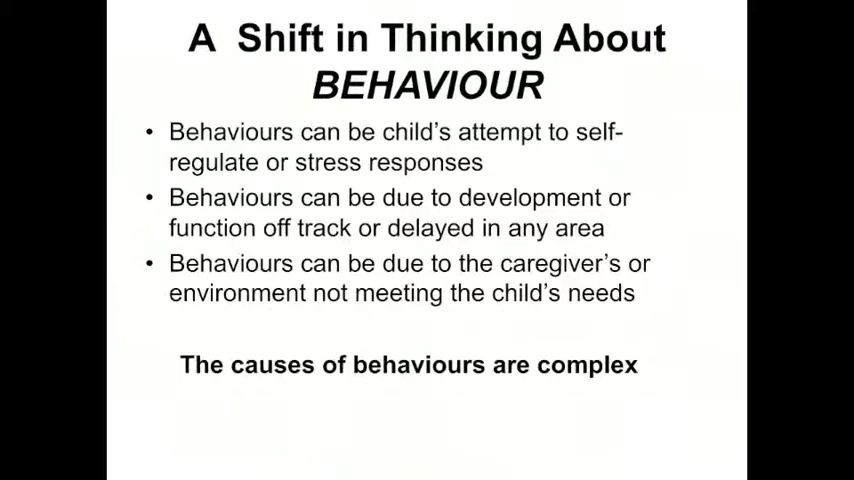 A Shift in Thinking About
BEHAVIOUR
• Behaviours can be child's attempt to self-
regulate or stress responses
• Behaviours can be due to development or
function off track or delayed in any area
• Behaviours can be due to the caregiver's or
environment not meeting the child's needs
The causes of behaviours are complex